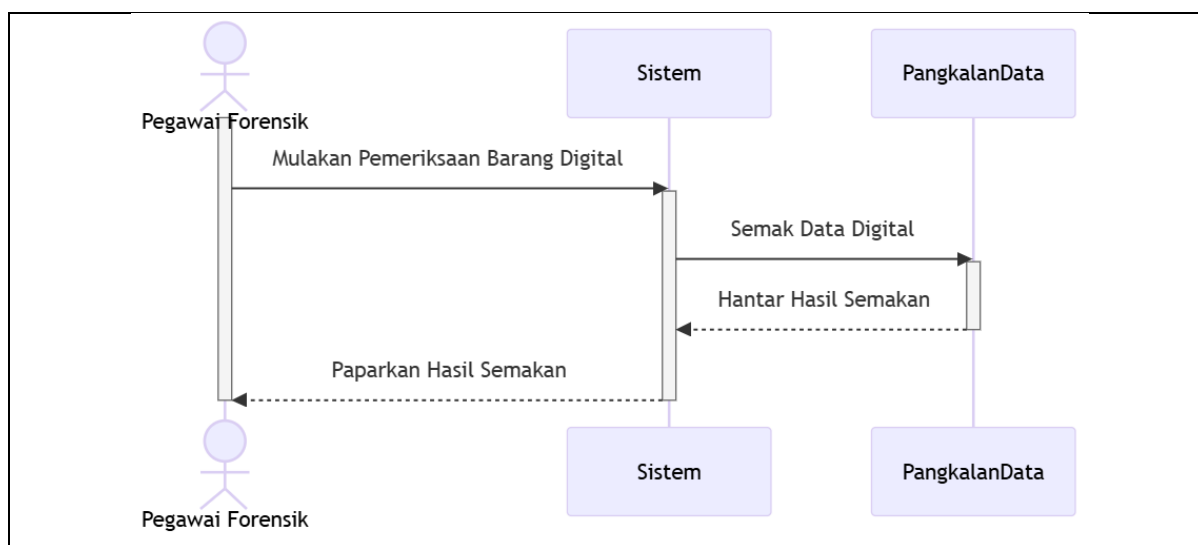 Sistem
PangkalanData
Pegawai Forensik
Mulakan Pemeriksaan Barang Digital
Semak Data Digital
Hantar Hasil Semakan
Paparkan Hasil Semakan
Sistem
PangkalanData
Pegawai Forensik